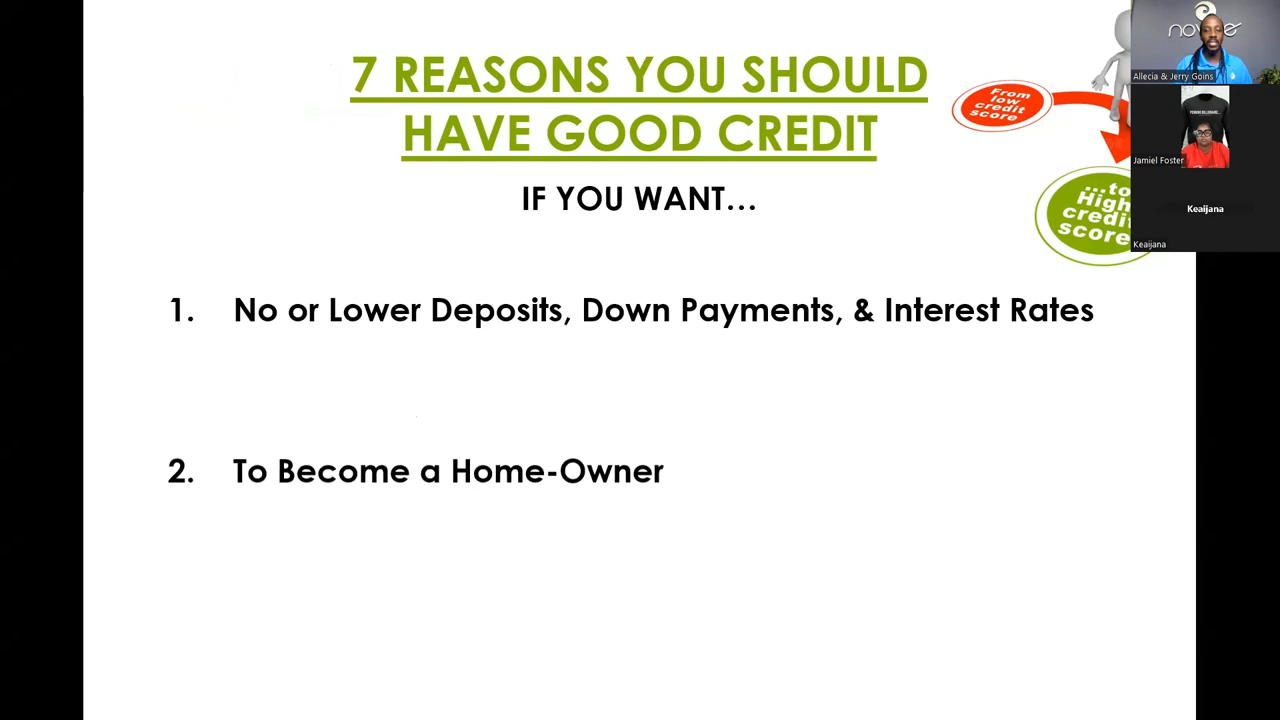 7 REASONS YOU SHOULD
HAVE GOOD CREDIT
IF YOU WANT...
1. No or Lower Deposits, Down Payments, & Interest Rates
2. To Become a Home-Owner
From
low
credit
score
...to
High
credit
score
Allecia & Jerry Goins
Jamiel Foster
Keaijana
Keaijana